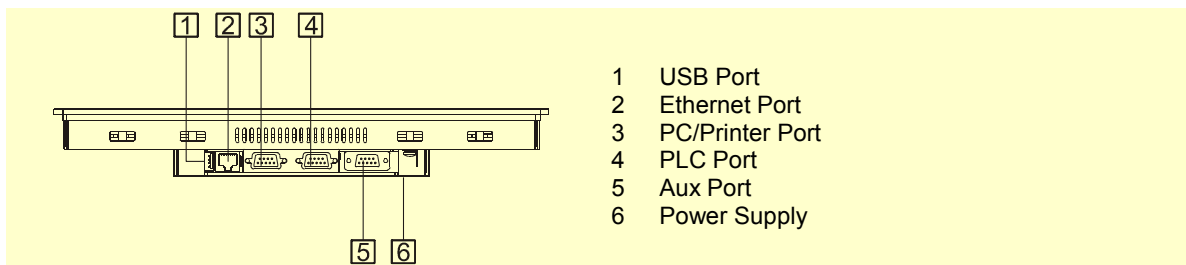 1 2 3 4
1 USB Port
2 Ethernet Port
3 PC/Printer Port
4 PLC Port
5 Aux Port
6 Power Supply
5 6